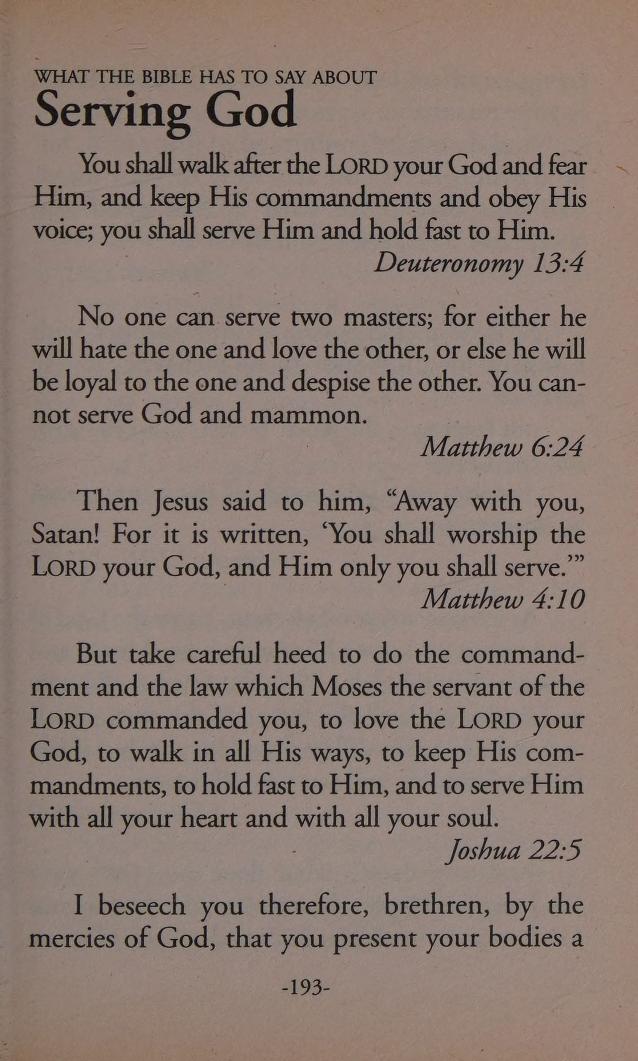 WHAT THE BIBLE HAS TO SAY ABOUT
Serving God
You shall walk after the LORD your God and fear
Him, and keep His commandments and obey His
voice; you shall serve Him and hold fast to Him.
Deuteronomy 13:4
No one can serve two masters; for either he
will hate the one and love the other, or else he will
be loyal to the one and despise the other. You can-
not serve God and mammon.
Matthew 6:24
Then Jesus said to him, “Away with you,
Satan! For it is written, ‘You shall worship the
LORD your God, and Him only you shall serve.’”
Matthew 4:10
But take careful heed to do the command-
ment and the law which Moses the servant of the
LORD commanded you, to love the LORD your
God, to walk in all His ways, to keep His com-
mandments, to hold fast to Him, and to serve Him
with all your heart and with all your soul.
Joshua 22:5
I beseech you therefore, brethren, by the
mercies of God, that you present your bodies a
-193-